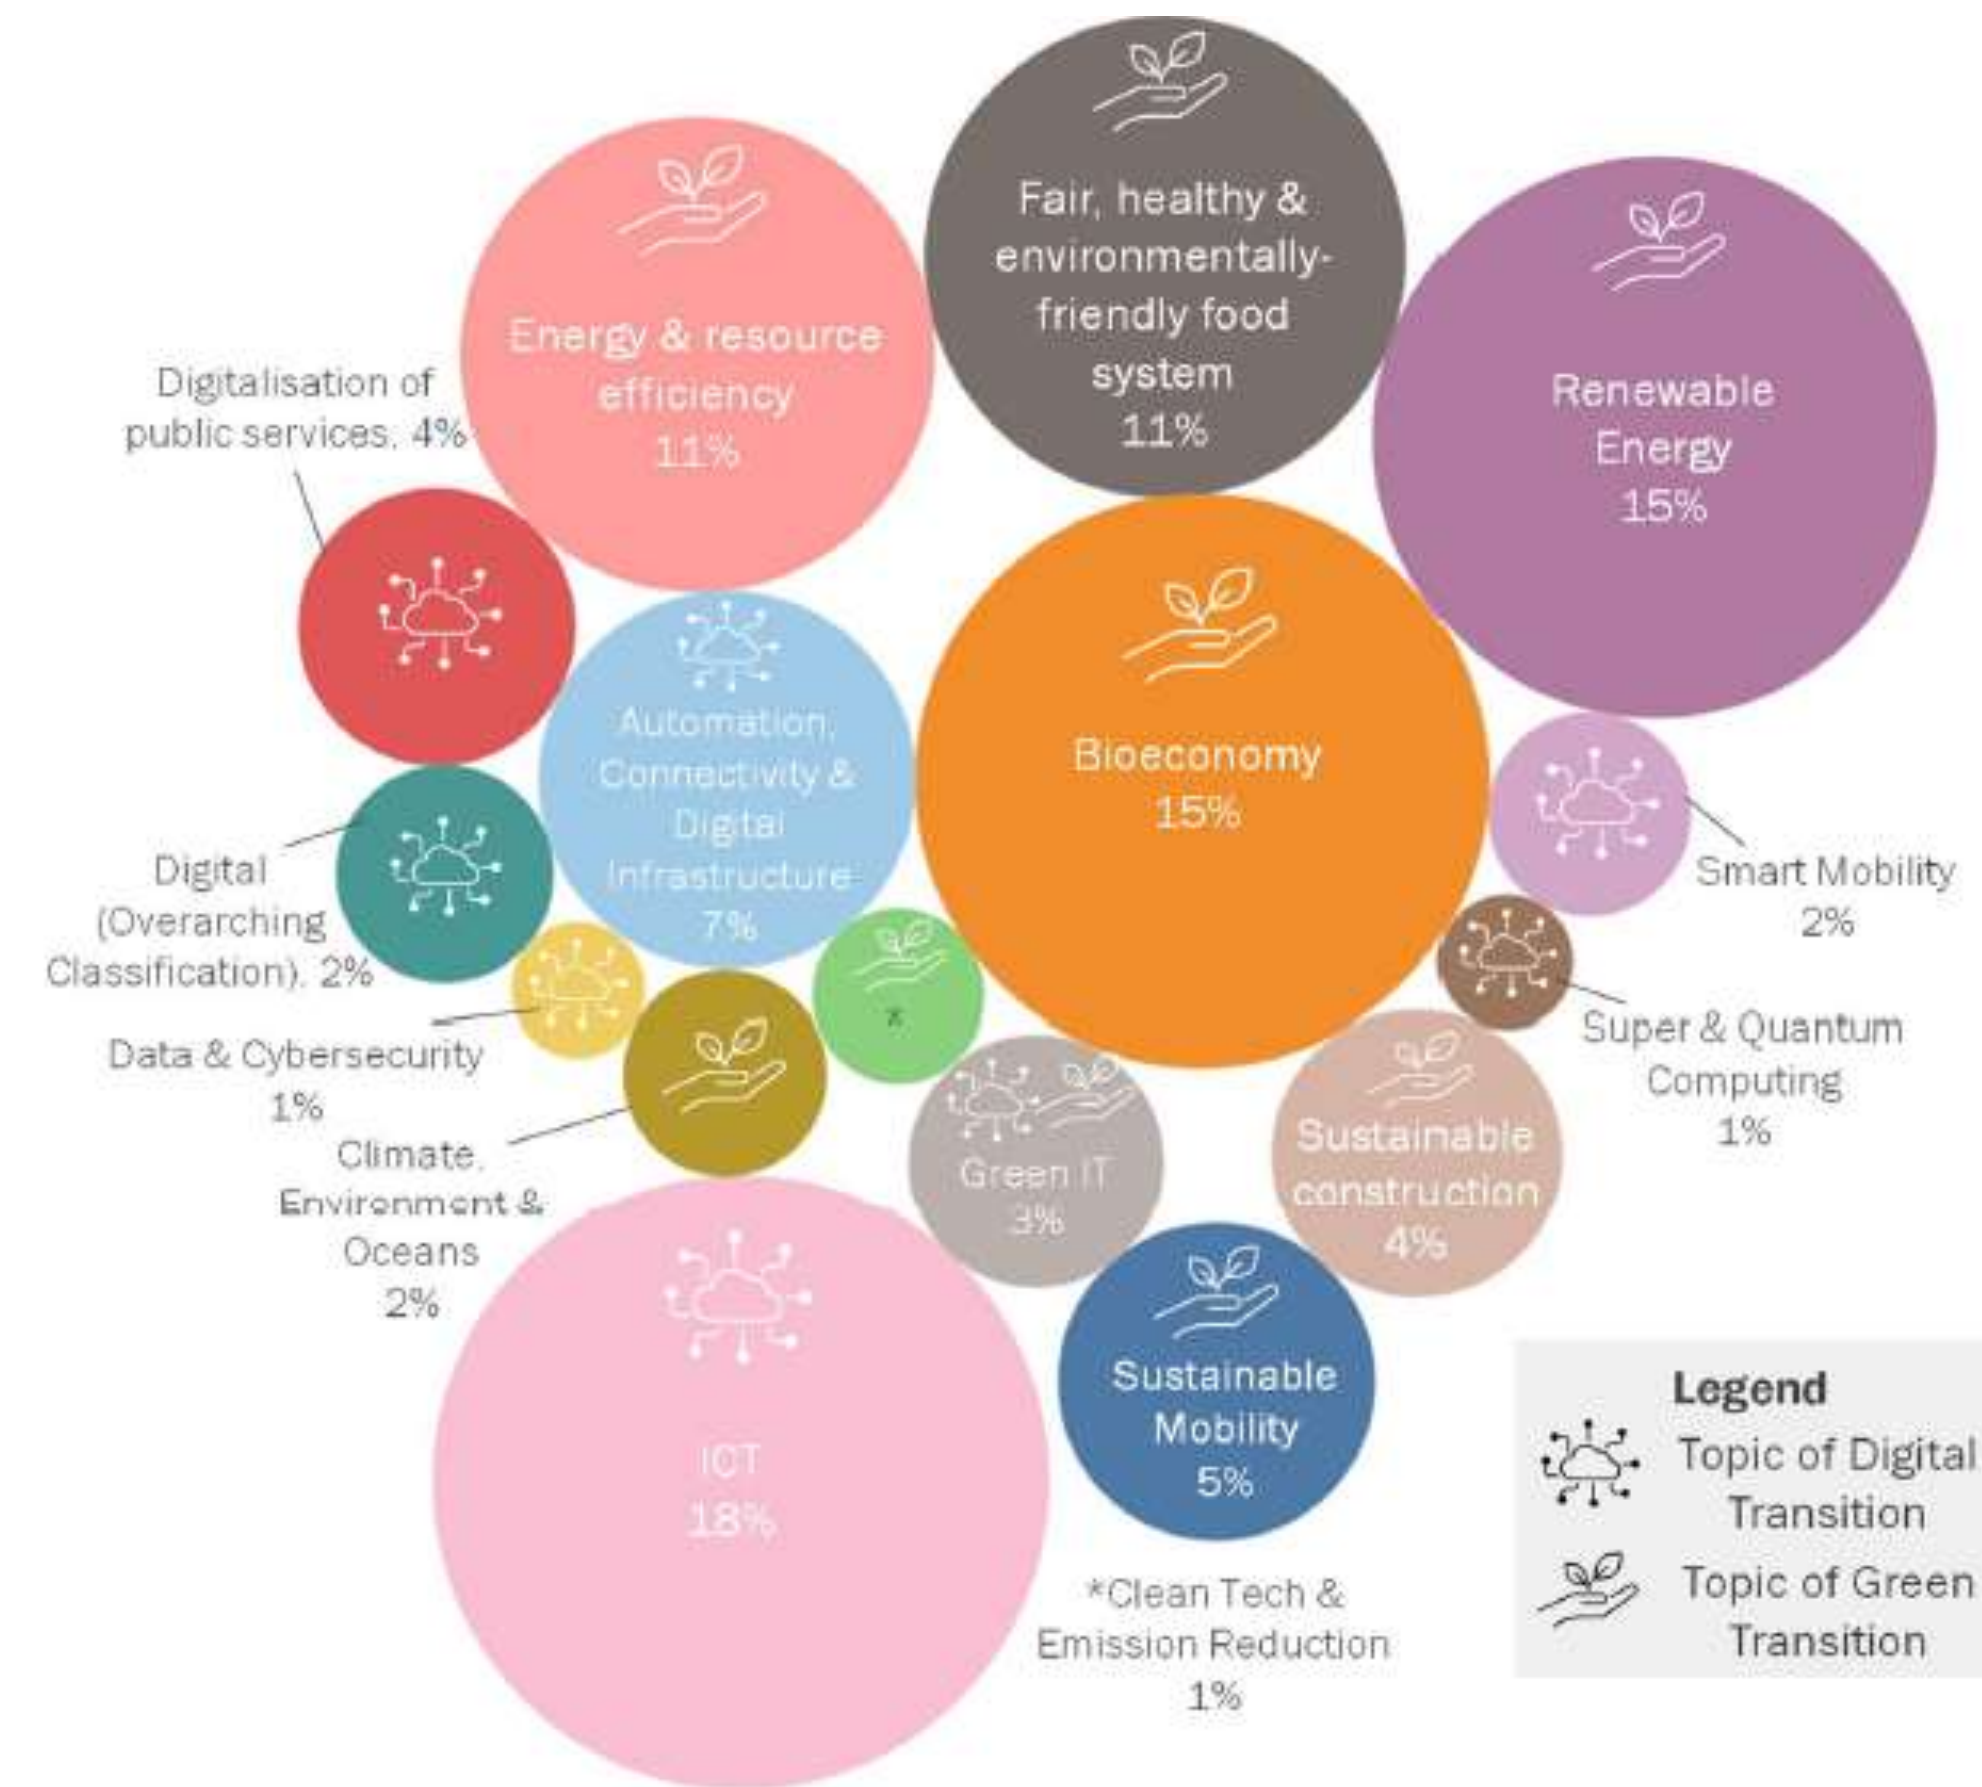 Fair, healthy &
environmentally-
friendly food
system
11%
Energy & resource
efficiency
11%
Renewable
Energy
15%
Digitalisation of
public services, 4%
Automation,
Connectivity &
Digital
Infrastructure
7%
Bioeconomy
15%
Digital
(Overarching
Classification), 2%
Smart Mobility
2%
Data & Cybersecurity
1%
*
Super & Quantum
Computing
1%
Climate,
Environment &
Oceans
2%
Green IT
3%
Sustainable
construction
4%
Sustainable
Mobility
5%
ICT
18%
*Clean Tech &
Emission Reduction
1%
Legend
Topic of Digital
Transition
Topic of Green
Transition